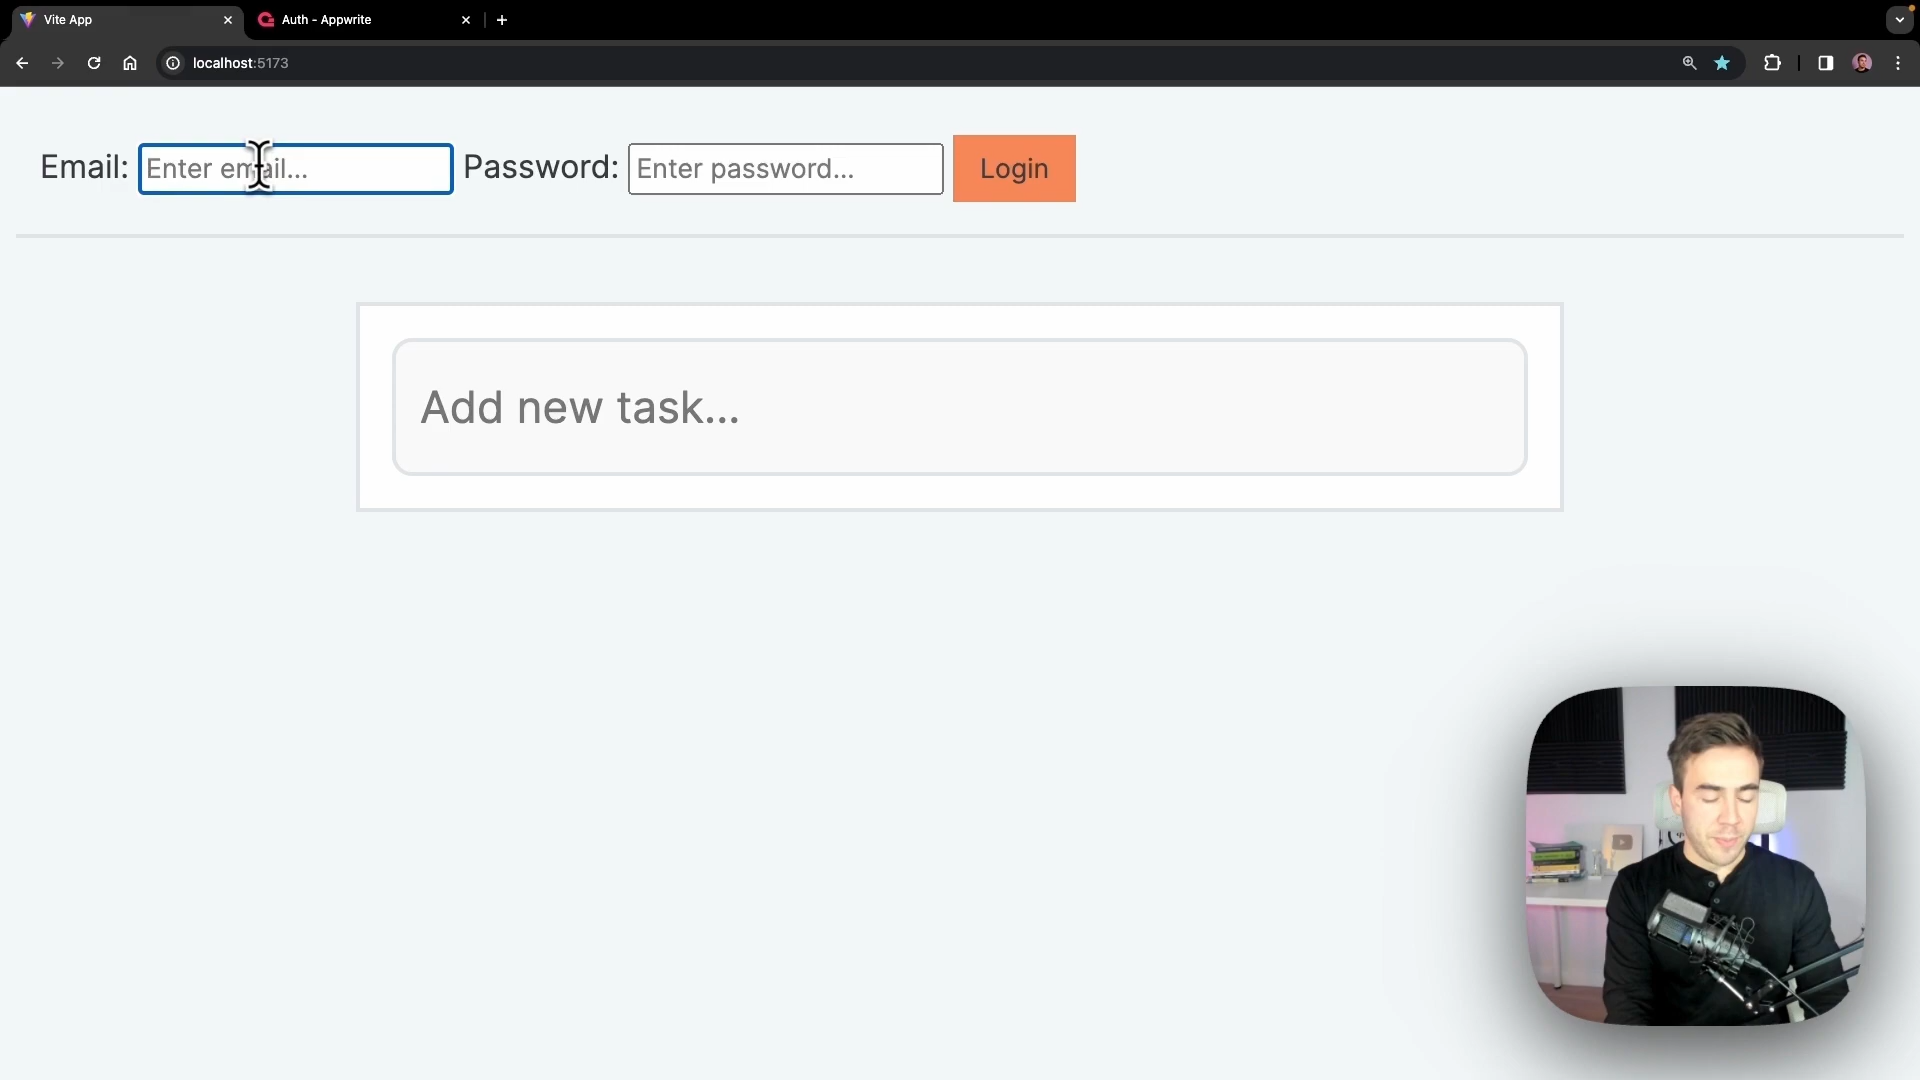 Vite App
Auth - Appwrite
localhost:5173
Email: Enter email... Password: Enter password... Login
Add new task...